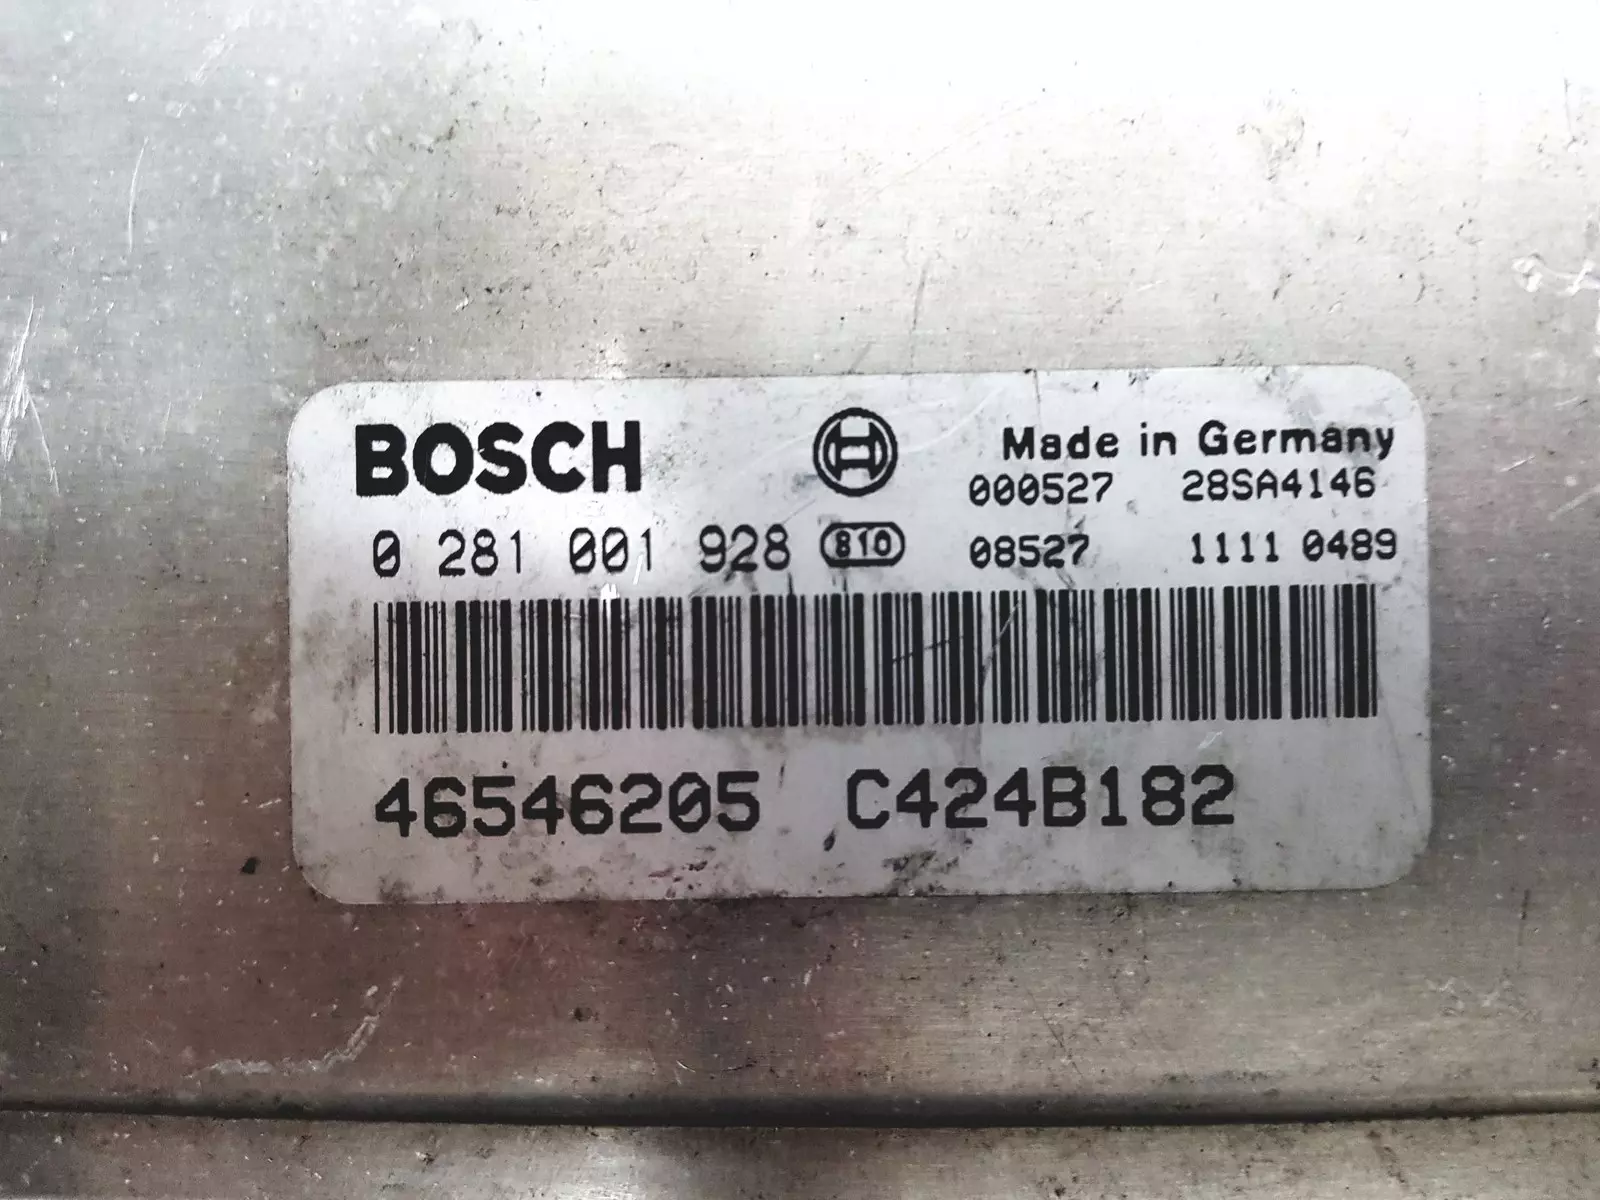 BOSCH
Made in Germany
000527 28SA4146
0 281 001 928 810 08527 1111 0489
46546205 C424B182